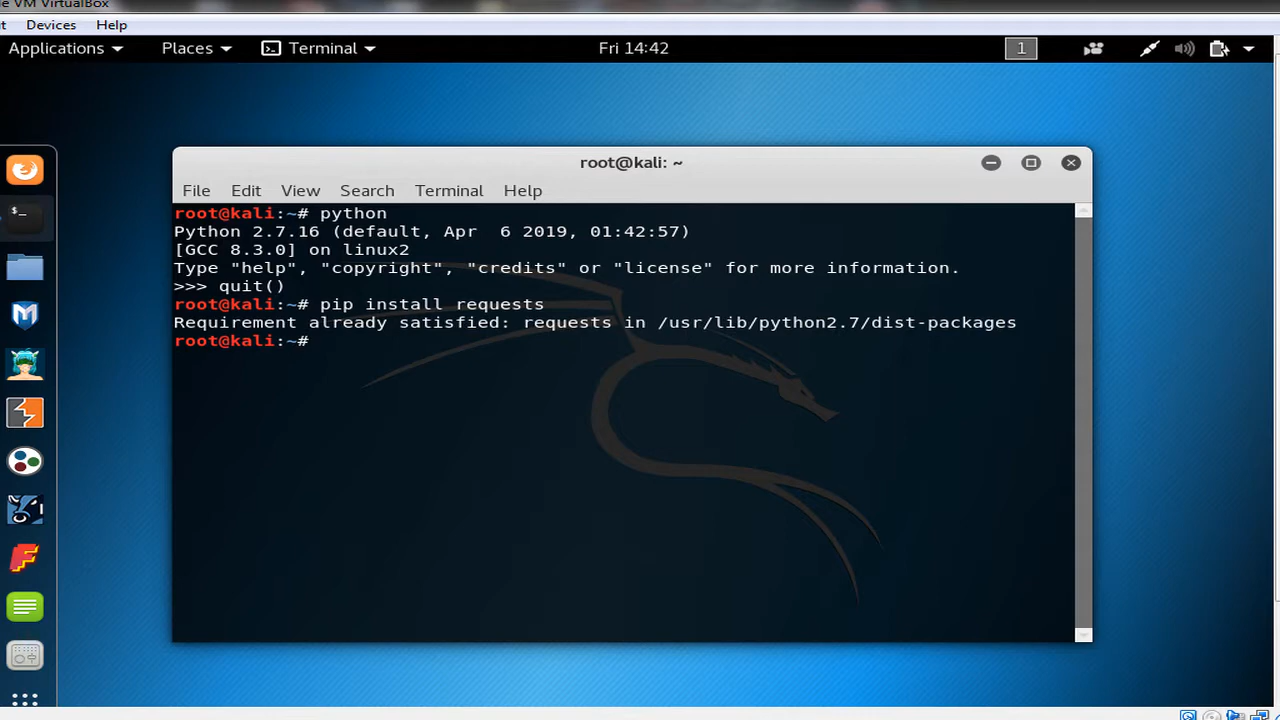 le VM VirtualBox
Devices Help
Applications Places Terminal Fri 14:42 1
root@kali: ~
File Edit View Search Terminal Help
root@kali:~# python
Python 2.7.16 (default, Apr  6 2019, 01:42:57)
[GCC 8.3.0] on linux2
Type "help", "copyright", "credits" or "license" for more information.
>>> quit()
root@kali:~# pip install requests
Requirement already satisfied: requests in /usr/lib/python2.7/dist-packages
root@kali:~#
$_